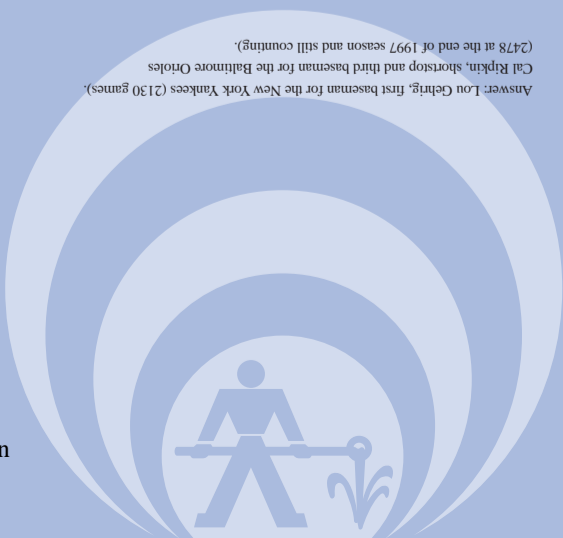 Answer: Lou Gehrig, first baseman for the New York Yankees (2130 games).
Cal Ripkin, shortstop and third baseman for the Baltimore Orioles
(2478 at the end of 1997 season and still counting).
n